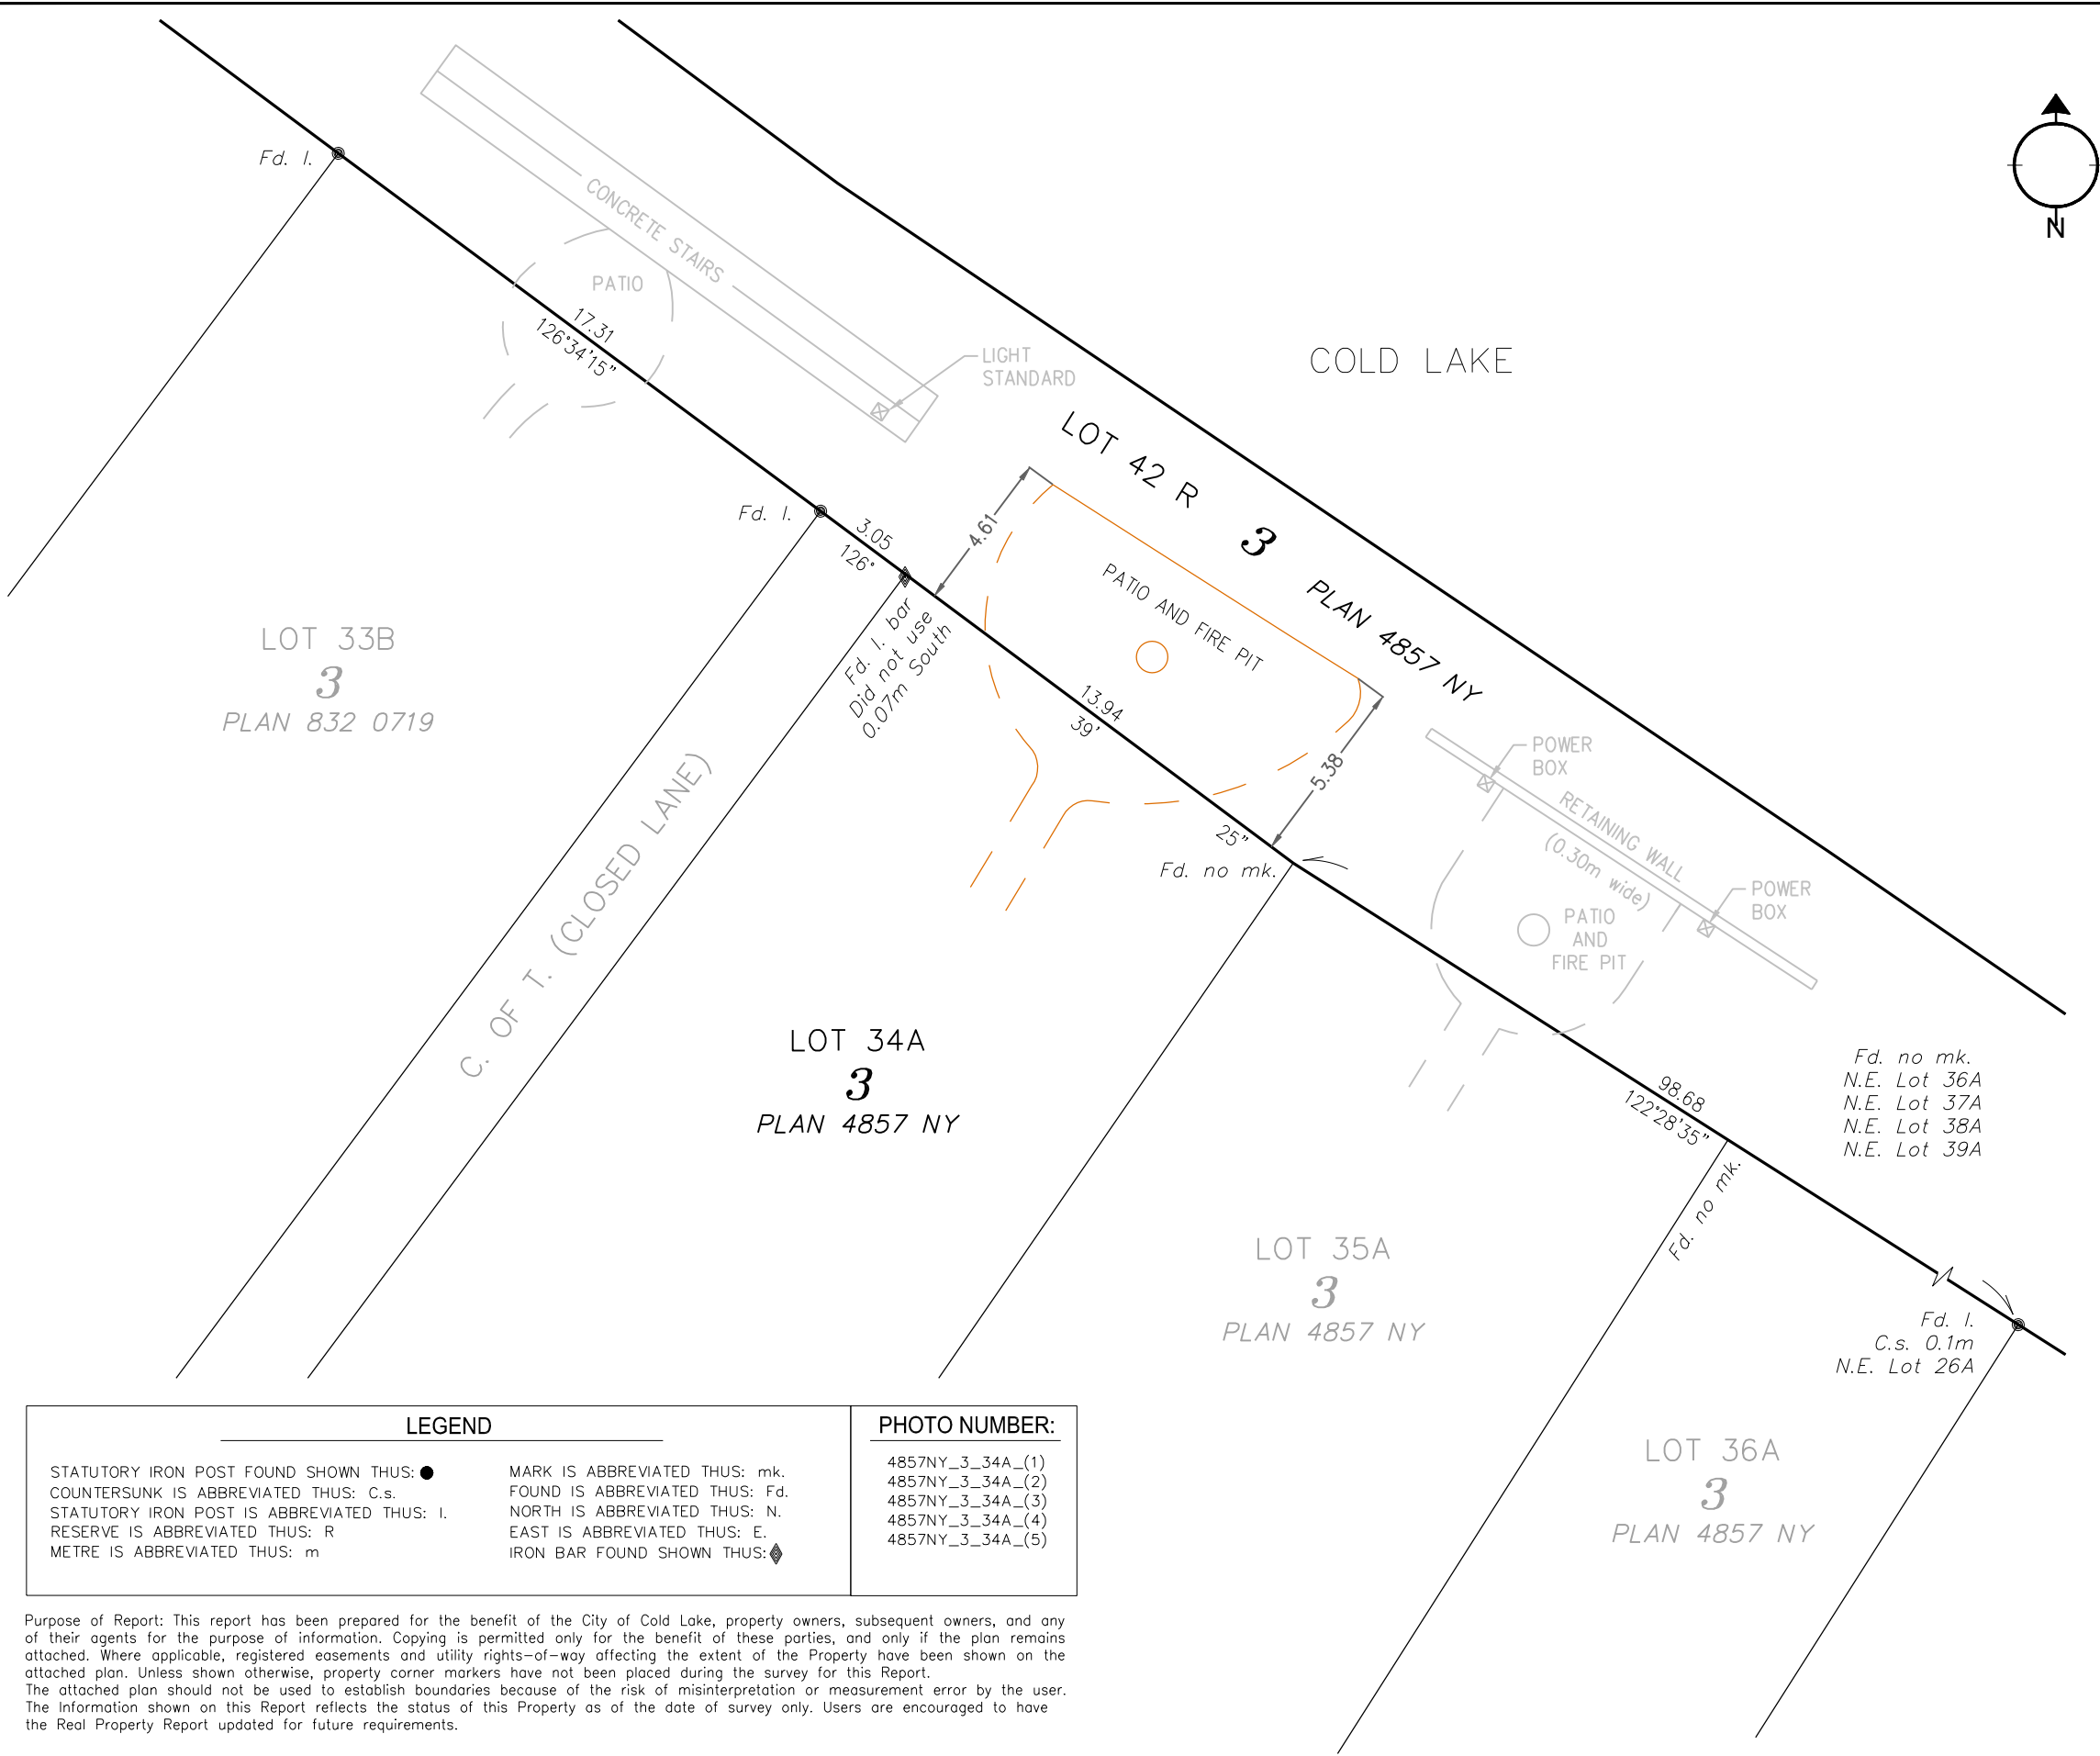 N
Fd. I.
CONCRETE STAIRS
PATIO
17.31
126°34'15"
LIGHT
STANDARD
COLD LAKE
LOT 42 R
3
PLAN 4857 NY
Fd. I.
3.05
126°
4.61
PATIO AND FIRE PIT
Fd. I. bar
Did not use
0.07m South
13.94
39'
25"
5.38
Fd. no mk.
LOT 33B
3
PLAN 832 0719
C. OF T. (CLOSED LANE)
POWER
BOX
RETAINING WALL
(0.30m wide)
POWER
BOX
PATIO
AND
FIRE PIT
LOT 34A
3
PLAN 4857 NY
98.68
122°28'35"
Fd. no mk.
Fd. no mk.
N.E. Lot 36A
N.E. Lot 37A
N.E. Lot 38A
N.E. Lot 39A
LOT 35A
3
PLAN 4857 NY
Fd. I.
C.s. 0.1m
N.E. Lot 26A
LOT 36A
3
PLAN 4857 NY
LEGEND
STATUTORY IRON POST FOUND SHOWN THUS:
COUNTERSUNK IS ABBREVIATED THUS: C.s.
STATUTORY IRON POST IS ABBREVIATED THUS: I.
RESERVE IS ABBREVIATED THUS: R
METRE IS ABBREVIATED THUS: m
MARK IS ABBREVIATED THUS: mk.
FOUND IS ABBREVIATED THUS: Fd.
NORTH IS ABBREVIATED THUS: N.
EAST IS ABBREVIATED THUS: E.
IRON BAR FOUND SHOWN THUS:
PHOTO NUMBER:
4857NY_3_34A_(1)
4857NY_3_34A_(2)
4857NY_3_34A_(3)
4857NY_3_34A_(4)
4857NY_3_34A_(5)
Purpose of Report: This report has been prepared for the benefit of the City of Cold Lake, property owners, subsequent owners, and any
of their agents for the purpose of information. Copying is permitted only for the benefit of these parties, and only if the plan remains
attached. Where applicable, registered easements and utility rights-of-way affecting the extent of the Property have been shown on the
attached plan. Unless shown otherwise, property corner markers have not been placed during the survey for this Report.
The attached plan should not be used to establish boundaries because of the risk of misinterpretation or measurement error by the user.
The Information shown on this Report reflects the status of this Property as of the date of survey only. Users are encouraged to have
the Real Property Report updated for future requirements.